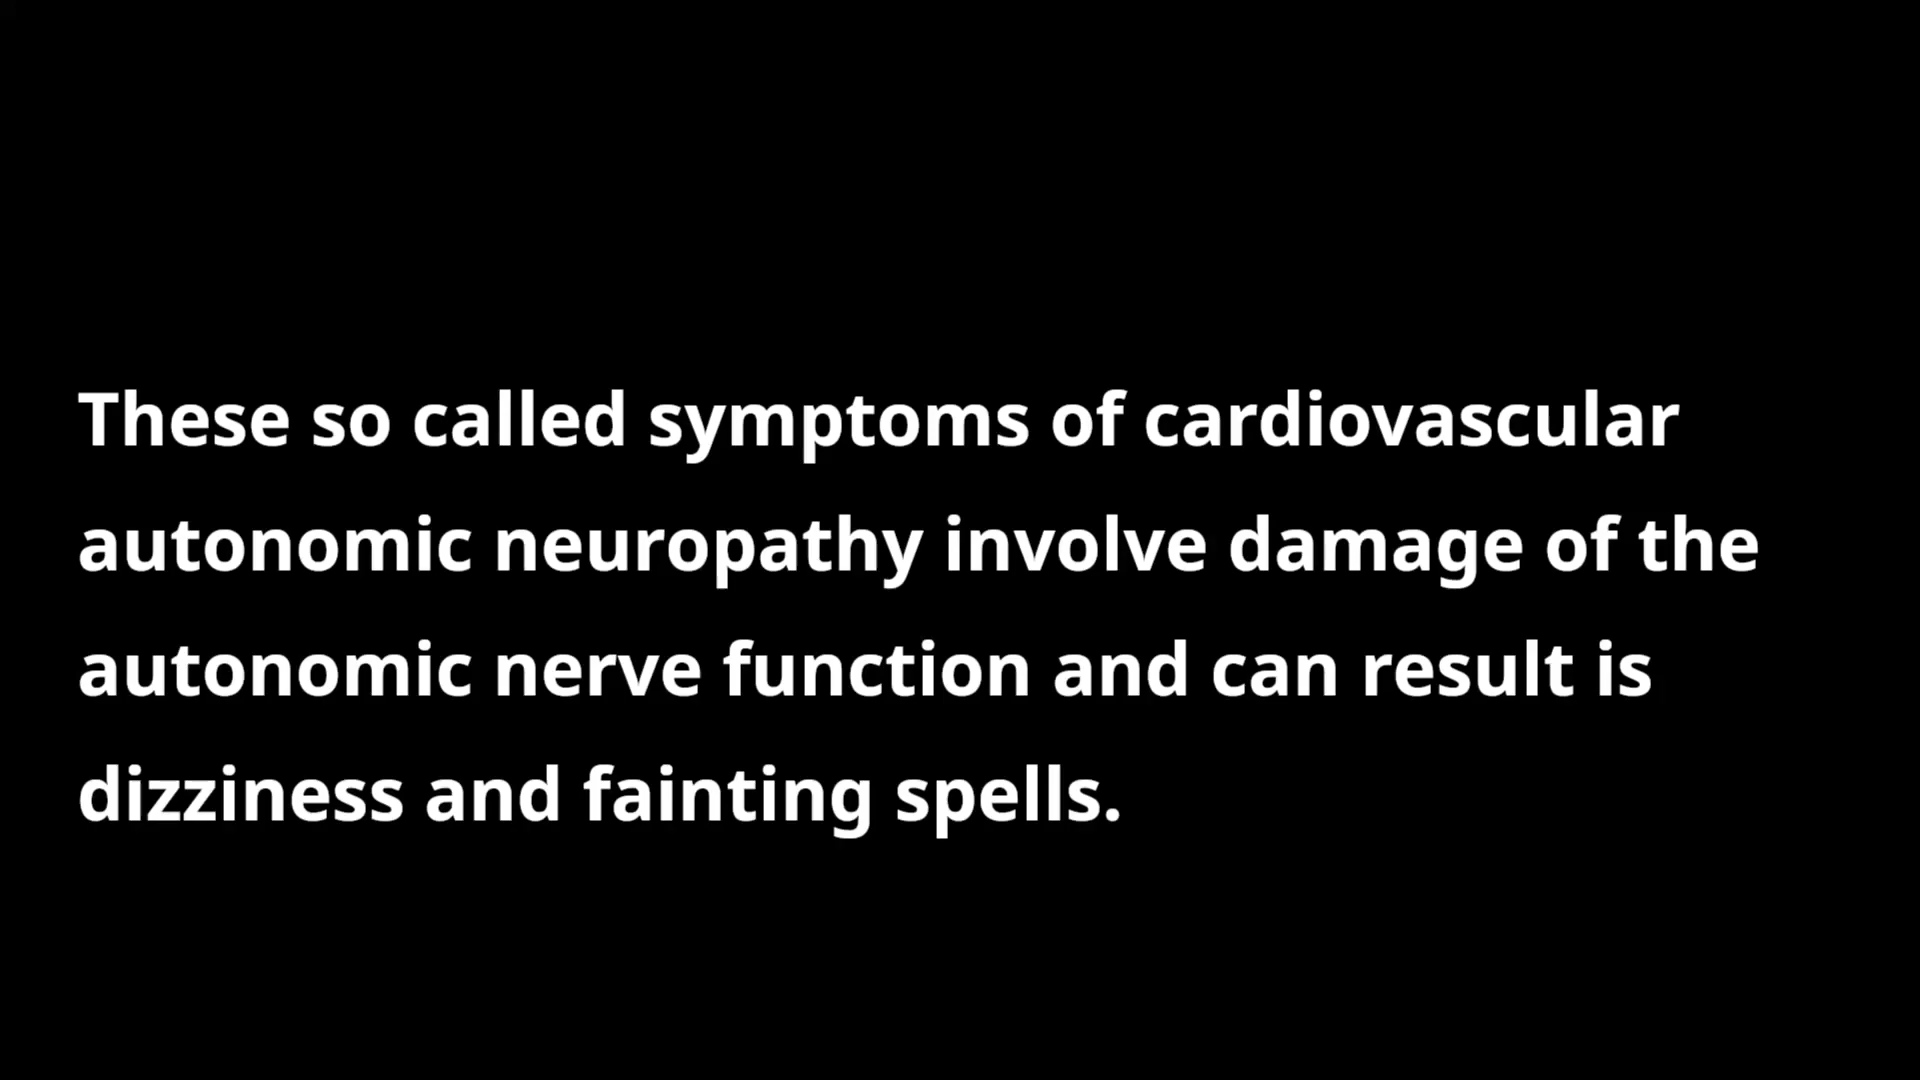 These so called symptoms of cardiovascular
autonomic neuropathy involve damage of the
autonomic nerve function and can result is
dizziness and fainting spells.